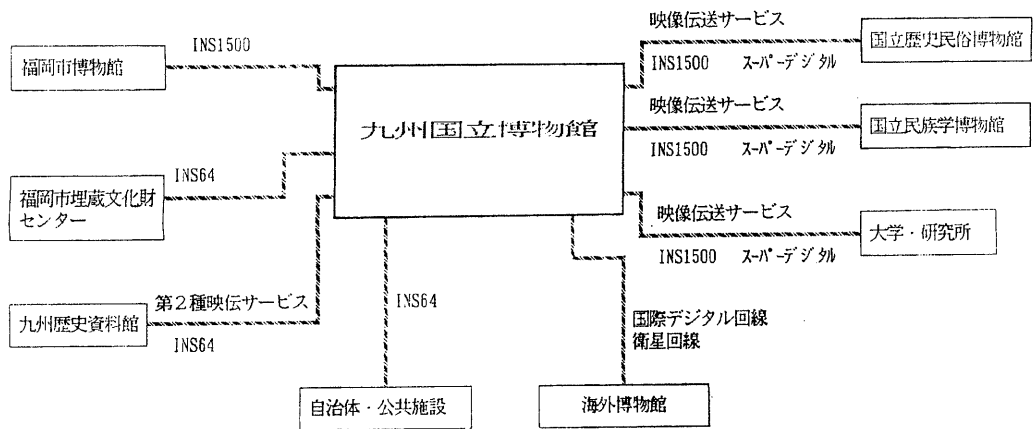 映像伝送サービス
INS1500
国立歴史民俗博物館
福岡市博物館
INS1500 スーパーデジタル
映像伝送サービス
九州国立博物館
国立民族学博物館
INS1500 スーパーデジタル
INS64
福岡市埋蔵文化財
センター
映像伝送サービス
大学・研究所
INS1500 スーパーデジタル
第2種映伝サービス
INS64
九州歴史資料館
国際デジタル回線
INS64
衛星回線
自治体・公共施設
海外博物館